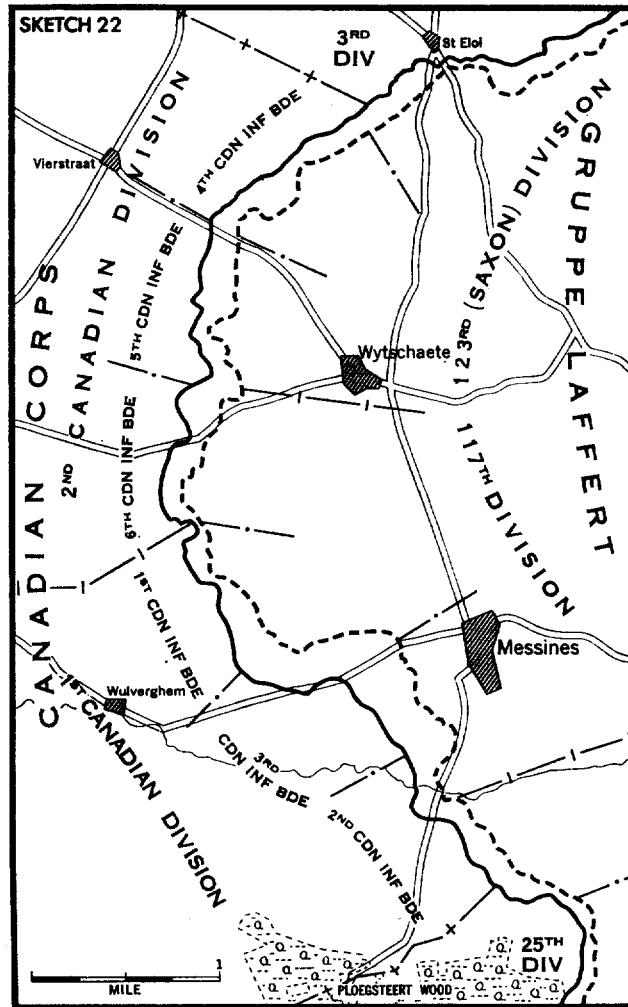 SKETCH 22
3RD
DIV
St Eloi
Vierstraat
4TH CDN INF BDE
CANADIAN CORPS
2ND CANADIAN DIVISION
5TH CDN INF BDE
123RD (SAXON) DIVISION
GRUPPE LAFFERT
Wytschaete
6TH CDN INF BDE
117TH DIVISION
1ST CDN INF BDE
Messines
Wulverghem
1ST CANADIAN DIVISION
3RD
CDN INF BDE
2ND CDN INF BDE
25TH
DIV
1
MILE
PLOEGSTEERT WOOD